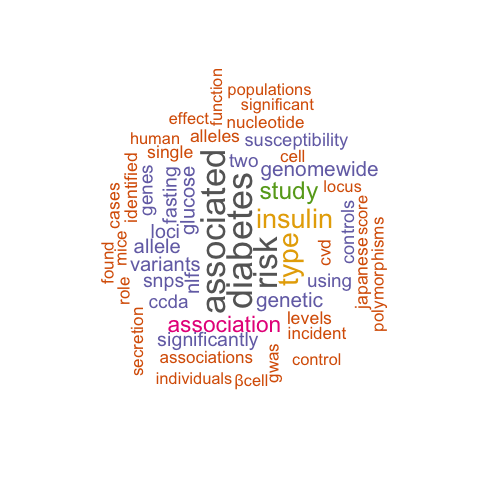 function
populations
significant
effect
nucleotide
human
alleles
susceptibility
single
two
cell
genomewide
identified
genes
fasting
glucose
associated
diabetes
study
locus
cases
loci
insulin
controls
score
allele
risk
type
cvd
japanese
polymorphisms
found
mice
variants
snps
nlfs
using
role
ccda
genetic
association
levels
secretion
significantly
incident
associations
gwas
control
individuals
βcell